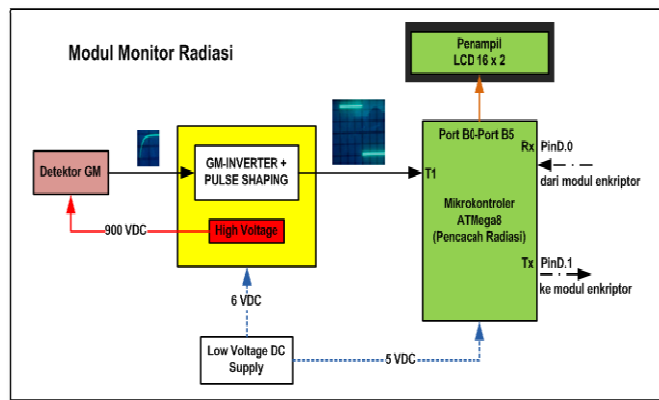 Modul Monitor Radiasi
Penampil
LCD 16 x 2
Port B0-Port B5
Rx
PinD.0
dari modul enkriptor
Detektor GM
GM-INVERTER +
PULSE SHAPING
T1
Mikrokontroler
ATMega8
(Pencacah Radiasi)
900 VDC
High Voltage
Tx
PinD.1
ke modul enkriptor
6 VDC
Low Voltage DC
Supply
5 VDC